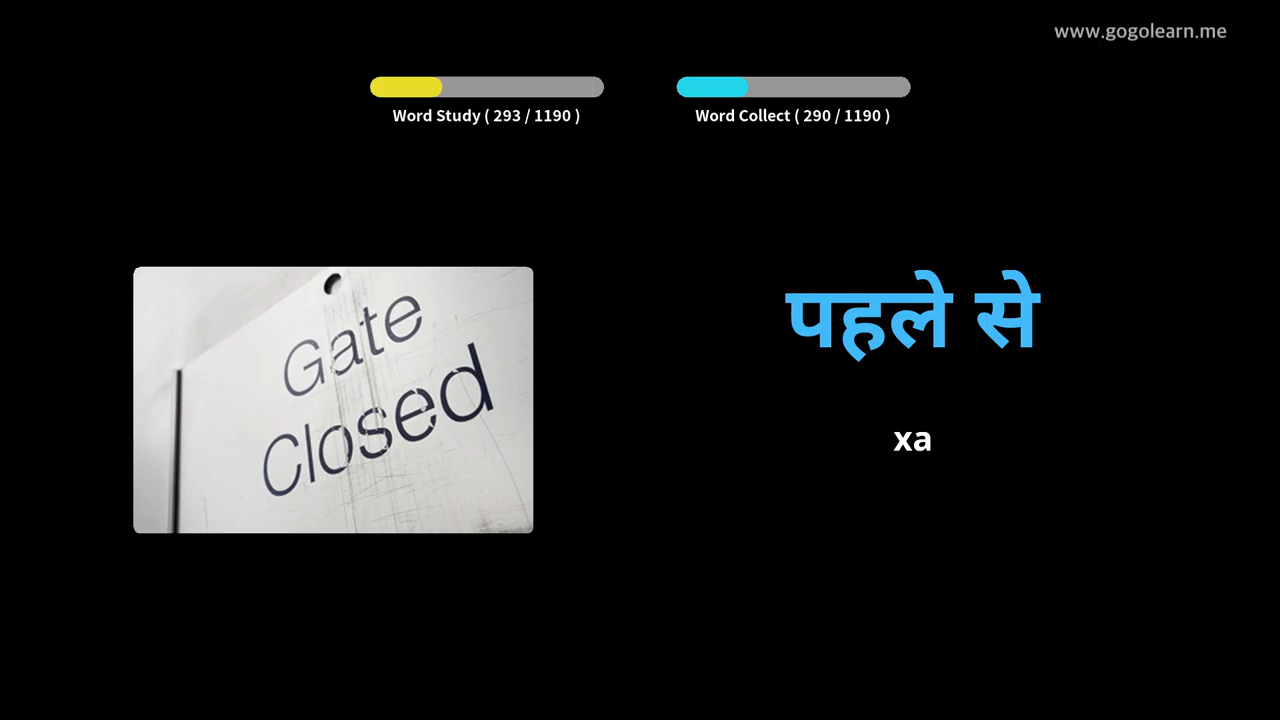 www.gogolearn.me
Word Study ( 293 / 1190 )
Word Collect ( 290 / 1190 )
Gate
Closed
पहले से
xa